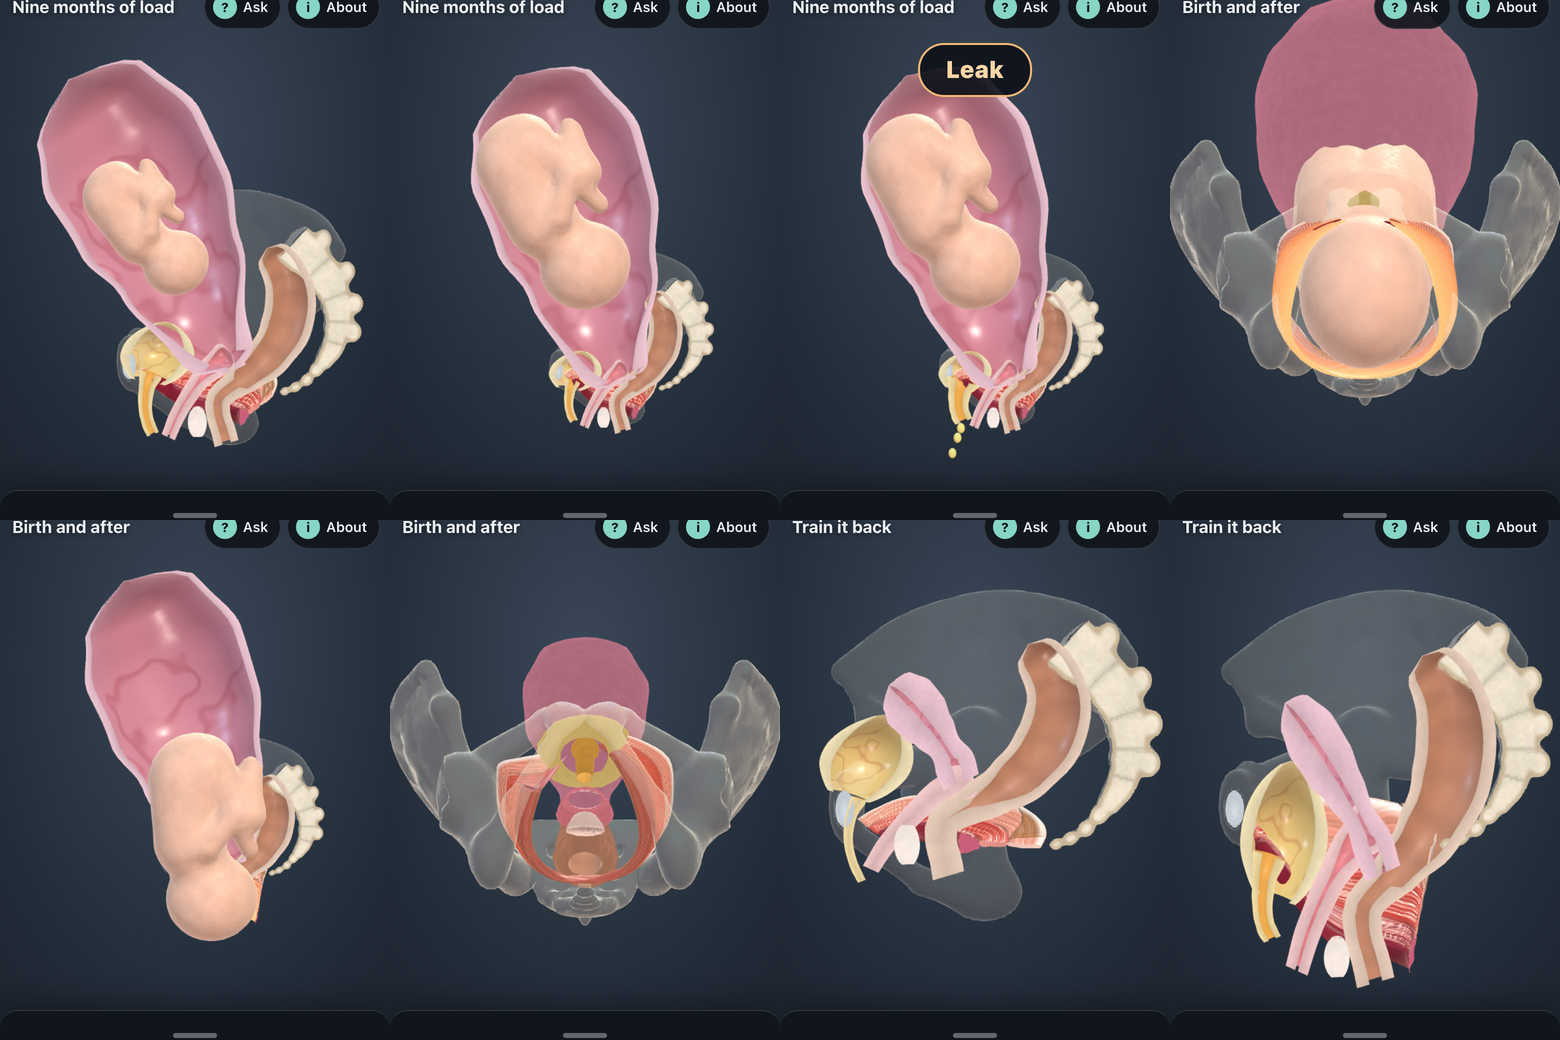 Nine months of load ? Ask i About
Nine months of load ? Ask i About
Nine months of load ? Ask i About
Leak
Birth and after ? Ask i About
Birth and after ? Ask i About
Birth and after ? Ask i About
Train it back ? Ask i About
Train it back ? Ask i About